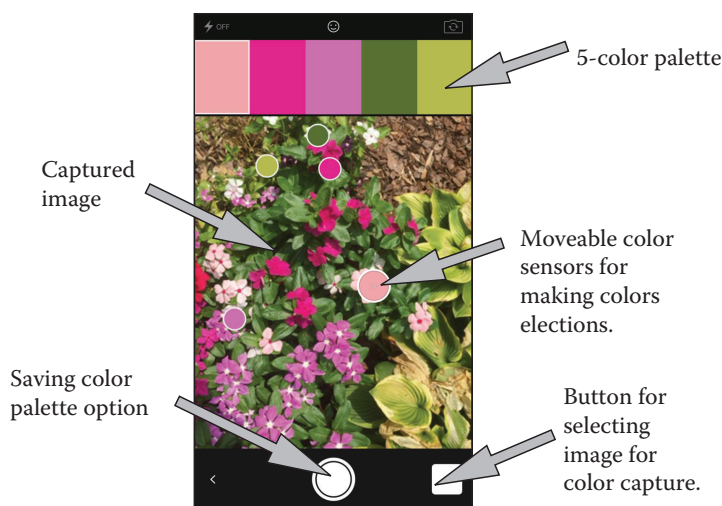 OFF
5-color palette
Captured
image
Moveable color
sensors for
making colors
elections.
Saving color
palette option
Button for
selecting
image for
color capture.